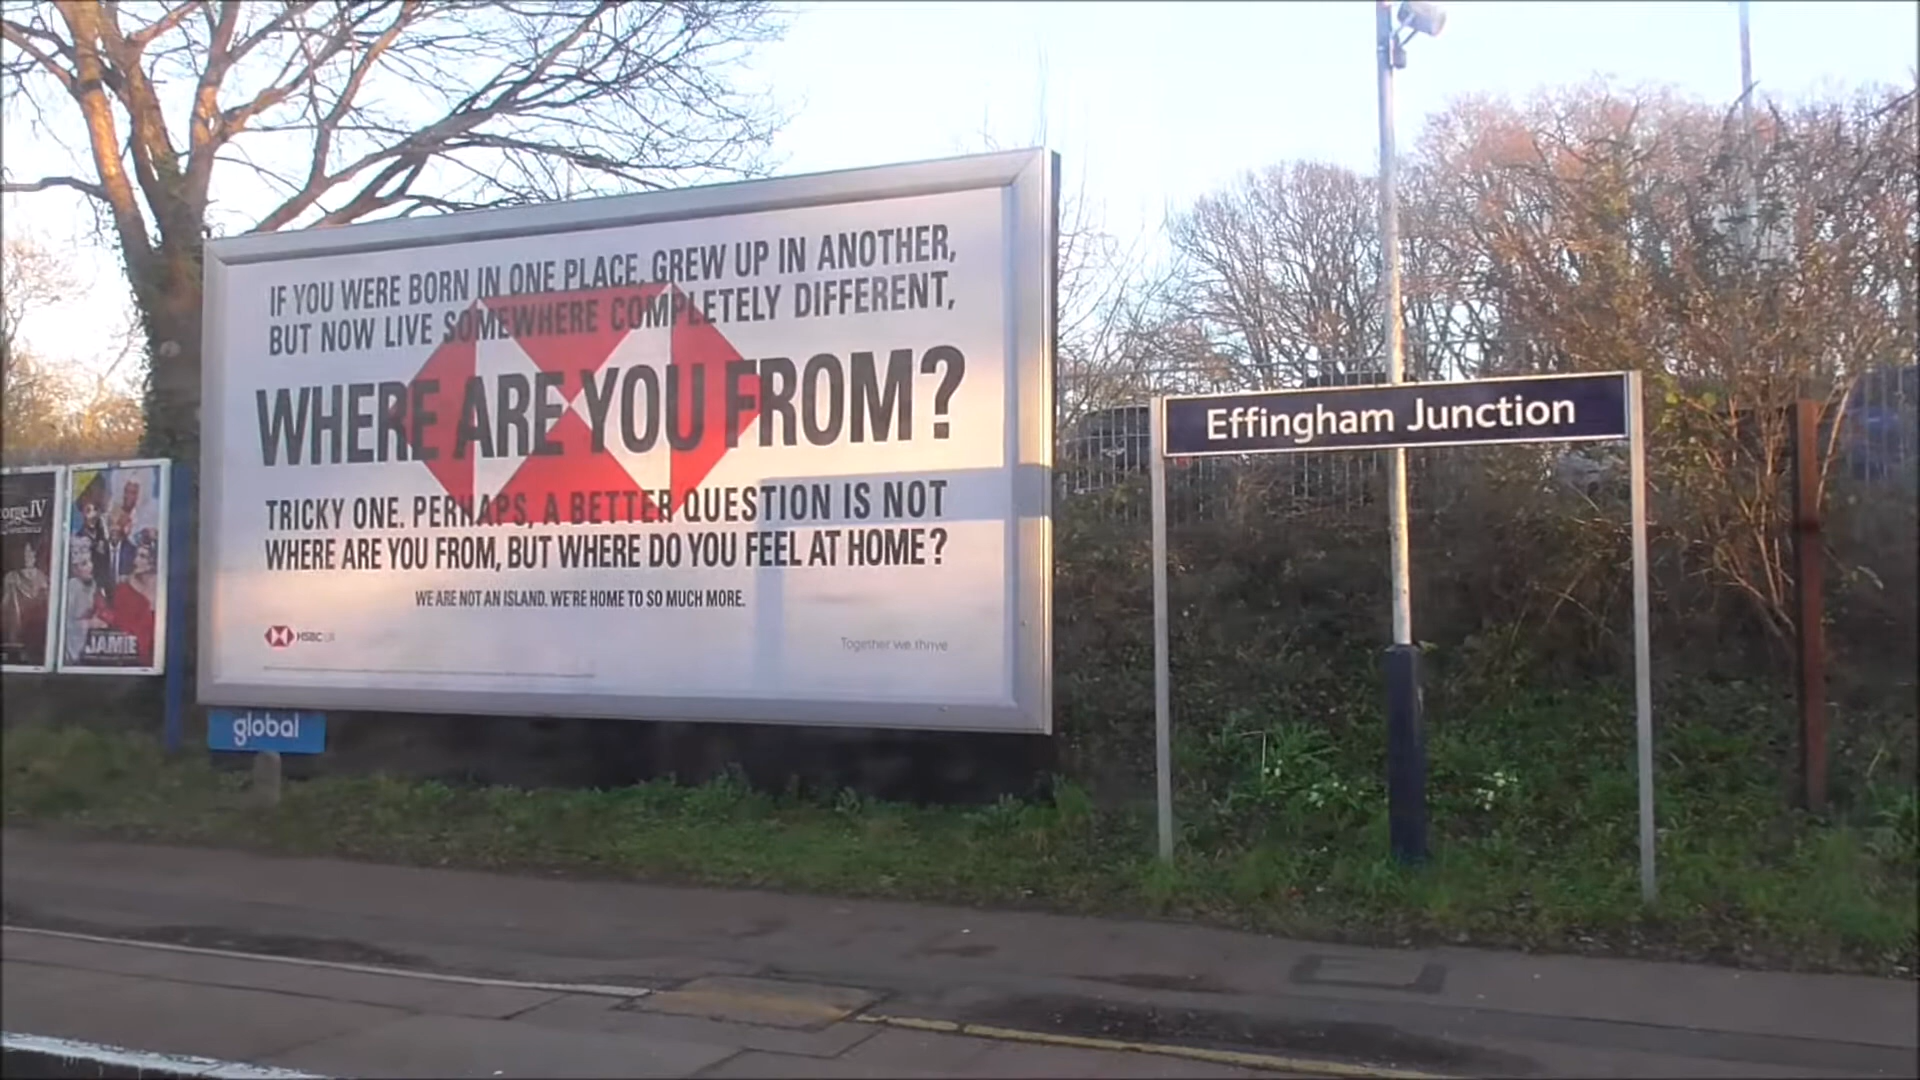 IF YOU WERE BORN IN ONE PLACE, GREW UP IN ANOTHER,
BUT NOW LIVE SOMEWHERE COMPLETELY DIFFERENT,
WHERE ARE YOU FROM?
TRICKY ONE. PERHAPS, A BETTER QUESTION IS NOT
WHERE ARE YOU FROM, BUT WHERE DO YOU FEEL AT HOME?
WE ARE NOT AN ISLAND. WE'RE HOME TO SO MUCH MORE.
HSBC UK
Together we thrive
global
Effingham Junction
orge IV
JAMIE